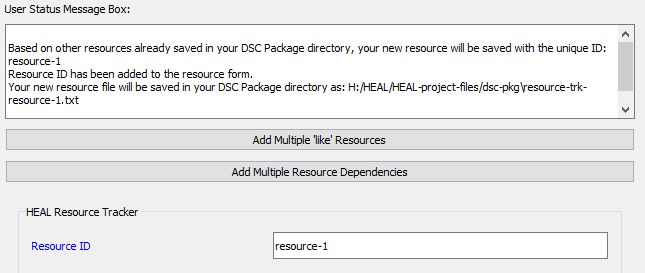 User Status Message Box:
Based on other resources already saved in your DSC Package directory, your new resource will be saved with the unique ID:
resource-1
Resource ID has been added to the resource form.
Your new resource file will be saved in your DSC Package directory as: H:/HEAL/HEAL-project-files/dsc-pkg\resource-trk-
resource-1.txt
Add Multiple 'like' Resources
Add Multiple Resource Dependencies
HEAL Resource Tracker
Resource ID resource-1